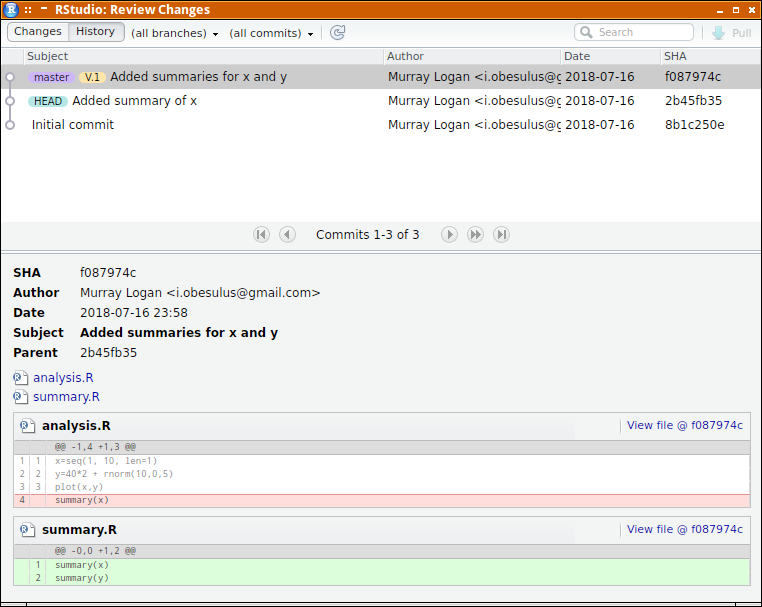 RStudio: Review Changes
Changes History (all branches) (all commits) Search Pull
Subject Author Date SHA
master V.1 Added summaries for x and y Murray Logan <i.obesulus@g 2018-07-16 f087974c
HEAD Added summary of x Murray Logan <i.obesulus@g 2018-07-16 2b45fb35
Initial commit Murray Logan <i.obesulus@g 2018-07-16 8b1c250e
Commits 1-3 of 3
SHA f087974c
Author Murray Logan <i.obesulus@gmail.com>
Date 2018-07-16 23:58
Subject Added summaries for x and y
Parent 2b45fb35
analysis.R
summary.R
analysis.R View file @ f087974c
@@ -1,4 +1,3 @@
1 1 x=seq(1, 10, len=1)
2 2 y=40*2 + rnorm(10,0,5)
3 3 plot(x,y)
4 summary(x)
summary.R View file @ f087974c
@@ -0,0 +1,2 @@
1 summary(x)
2 summary(y)